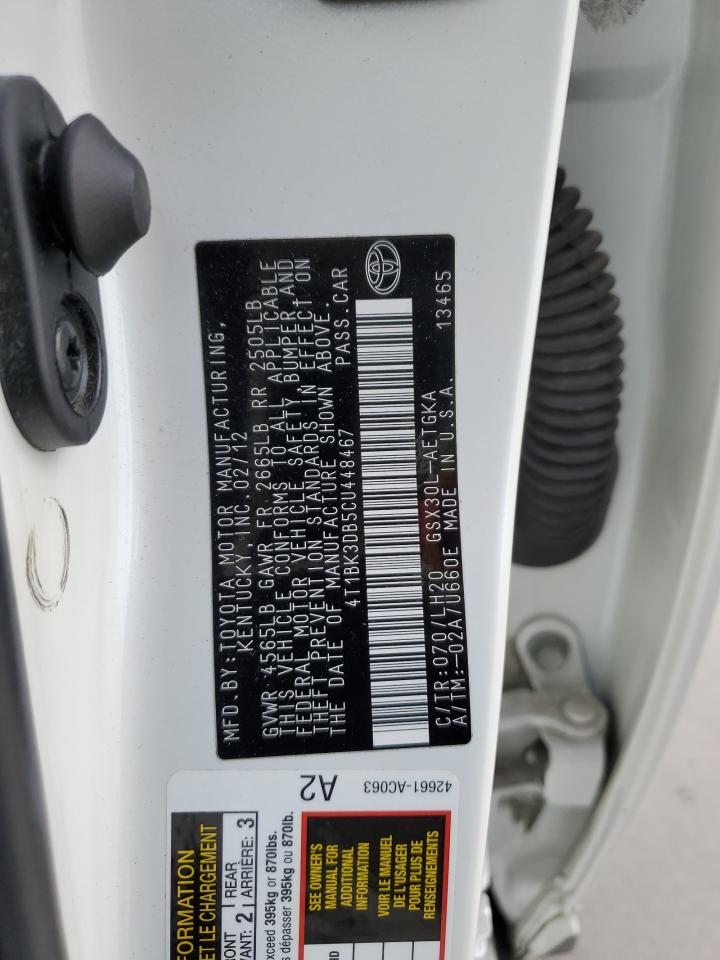 MFD.BY:TOYOTA MOTOR MANUFACTURING,
KENTUCKY,INC. 02/12
GVWR 4565LB GAWR FR 2665LB RR 2505LB
THIS VEHICLE CONFORMS TO ALL APPLICABLE
FEDERAL MOTOR VEHICLE SAFETY, BUMPER AND
THEFT PREVENTION STANDARDS IN EFFECT ON
THE DATE OF MANUFACTURE SHOWN ABOVE.
4T1BK3DB5CU448467 PASS.CAR
C/TR:070/LH20 GSX30L-AETGKA
A/TM:-02A/U660E MADE IN U.S.A. 13465
A2
42661-AC063
FORMATION
ET LE CHARGEMENT
REAR
ARRIÈRE: 3
RONT
VANT: 2
exceed 395kg or 870lbs.
s dépasser 395kg ou 870lb.
SEE OWNER'S
MANUAL FOR
ADDITIONAL
INFORMATION
VOIR LE MANUEL
DE L'USAGER
POUR PLUS DE
RENSEIGNEMENTS